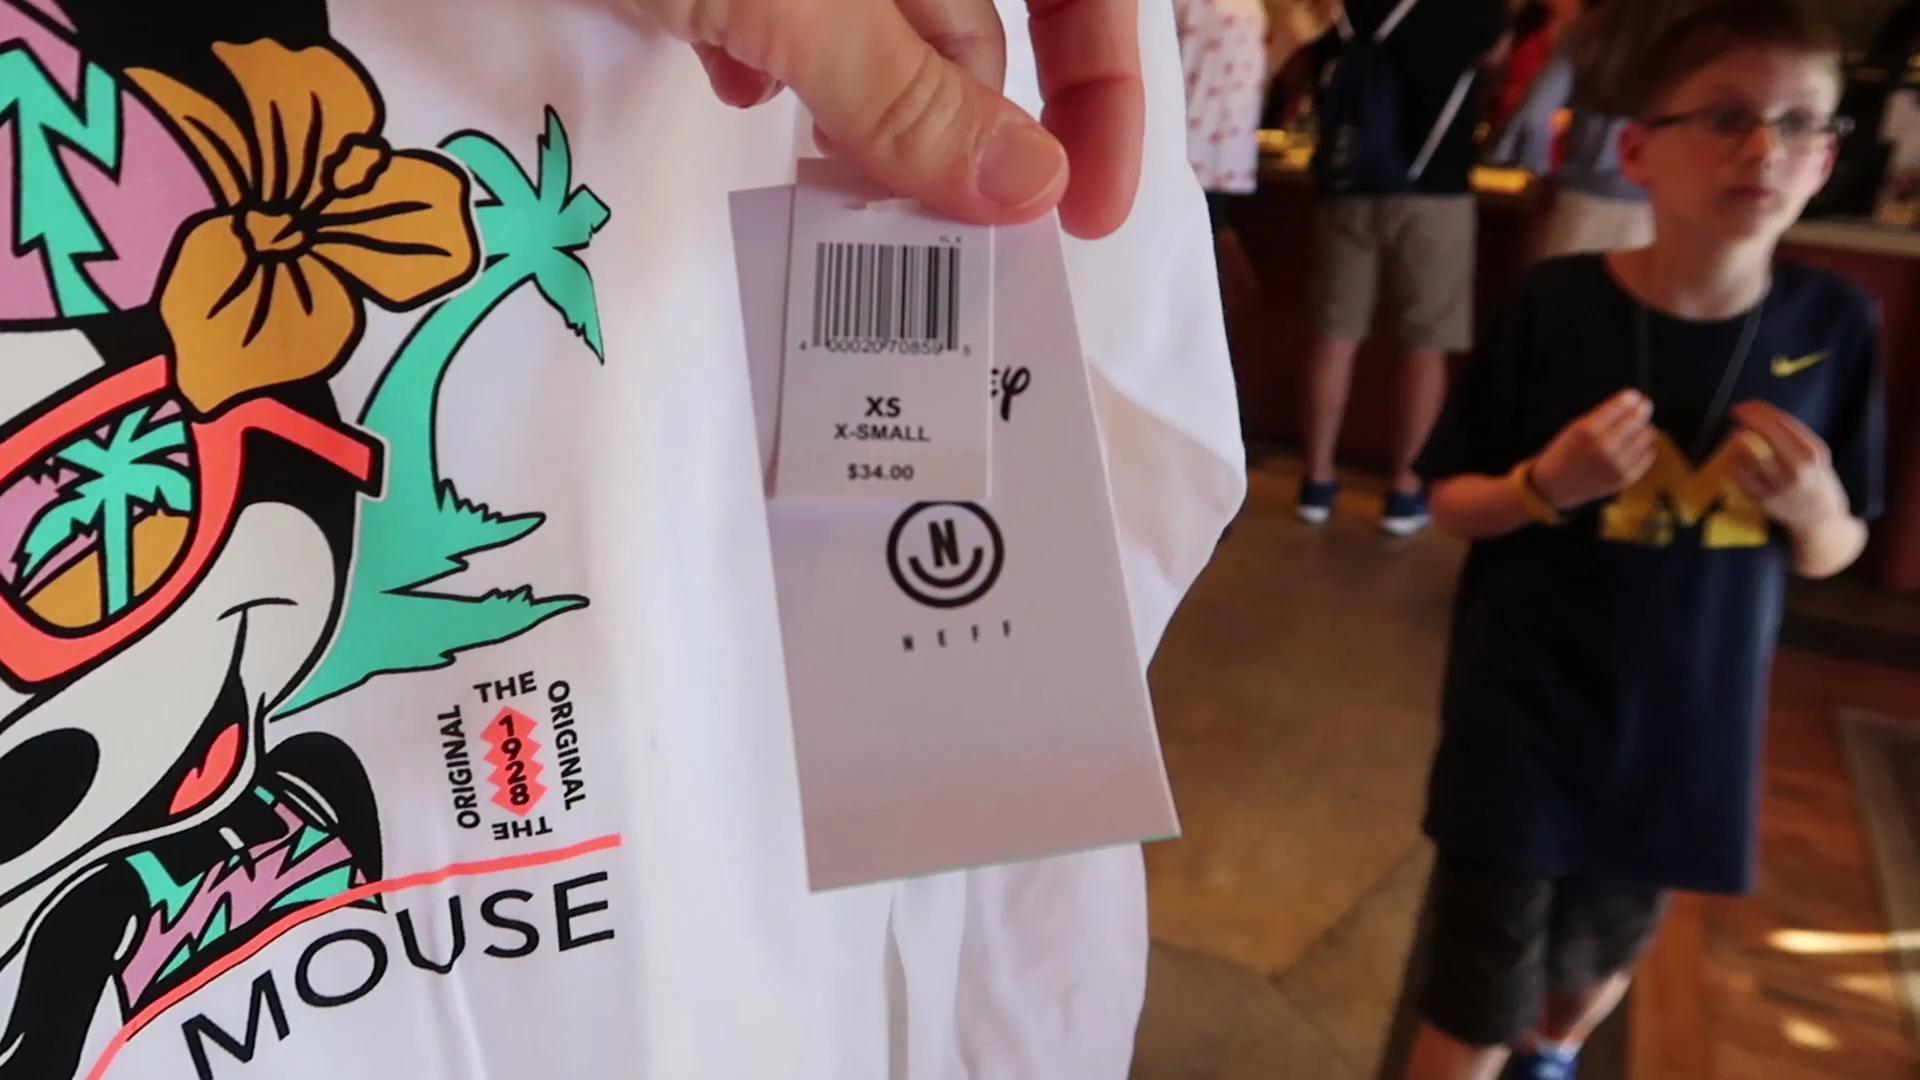 4 00020 70859 5
XS
X-SMALL
$34.00
N
NEFF
THE
ORIGINAL
1928
ORIGINAL
THE
MOUSE
M